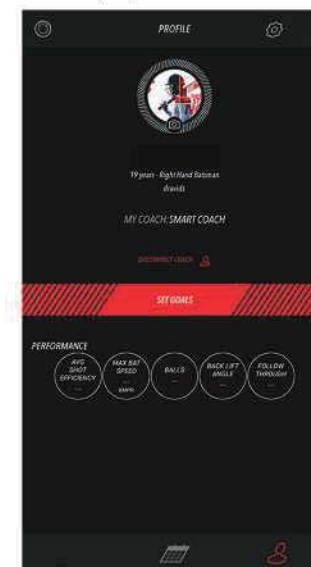 PROFILE
19 years - Right Hand Batsman
dravids
MY COACH: SMART COACH
DISCONNECT COACH
SET GOALS
PERFORMANCE
AVG
SHOT
EFFICIENCY
--
MAX BAT
SPEED
--
KMPH
BALLS
--
BACK LIFT
ANGLE
--
FOLLOW
THROUGH
--